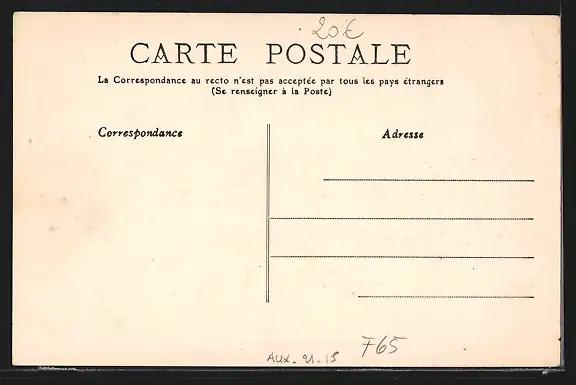 20€
CARTE POSTALE
La Correspondance au recto n'est pas acceptée par tous les pays étrangers
(Se renseigner à la Poste)
Correspondance
Adresse
AUX. 21. 15
F65